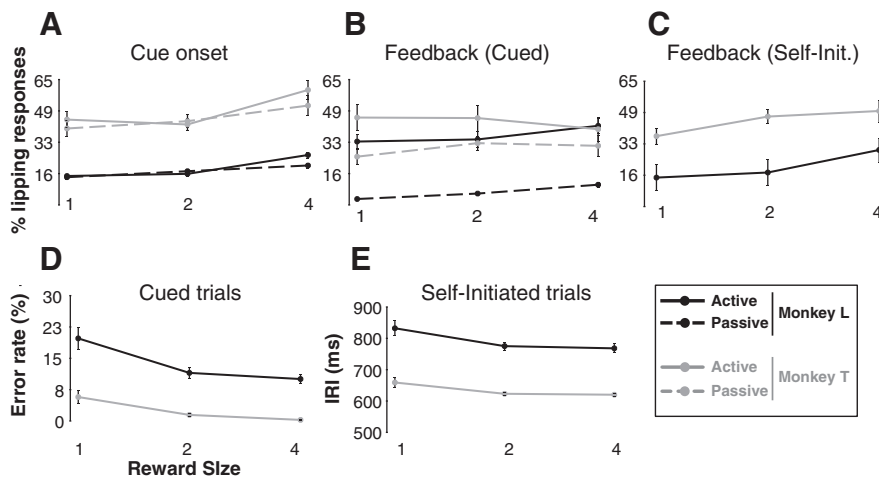 A
B
C
Cue onset
Feedback (Cued)
Feedback (Self-Init.)
% lipping responses
65
49
33
16
1
2
4
65
49
33
16
1
2
4
65
49
33
16
1
2
4
D
E
Cued trials
Self-Initiated trials
Error rate (%)
30
23
15
8
0
1
2
4
Reward SIze
IRI (ms)
900
800
700
600
500
1
2
4
Active
Passive
Monkey L
Active
Passive
Monkey T